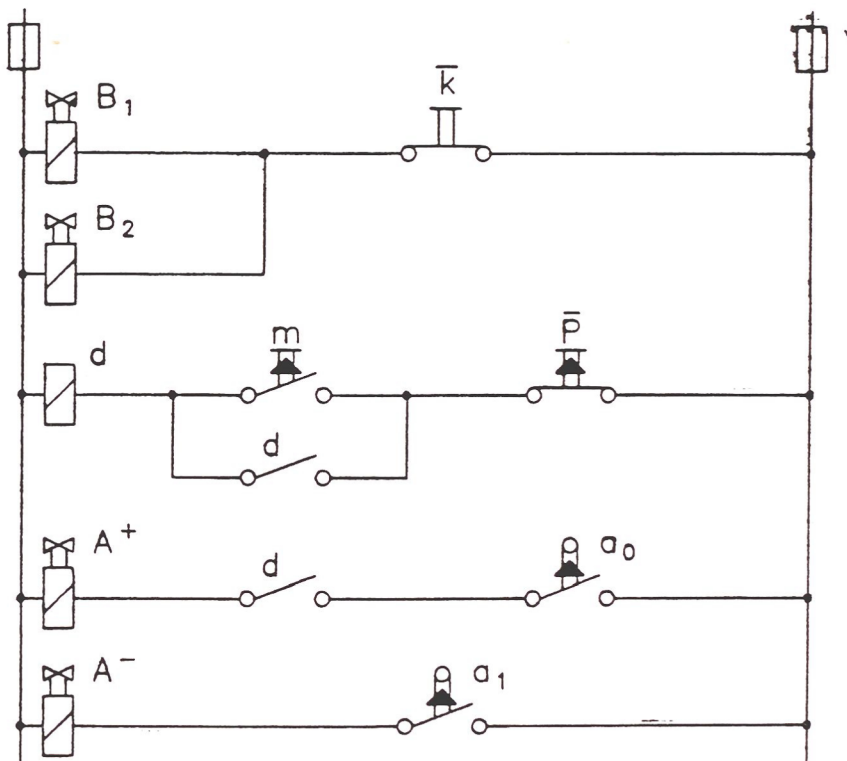 B₁ k̅
B₂
d m p̅
d
A⁺ d a₀
A⁻ a₁